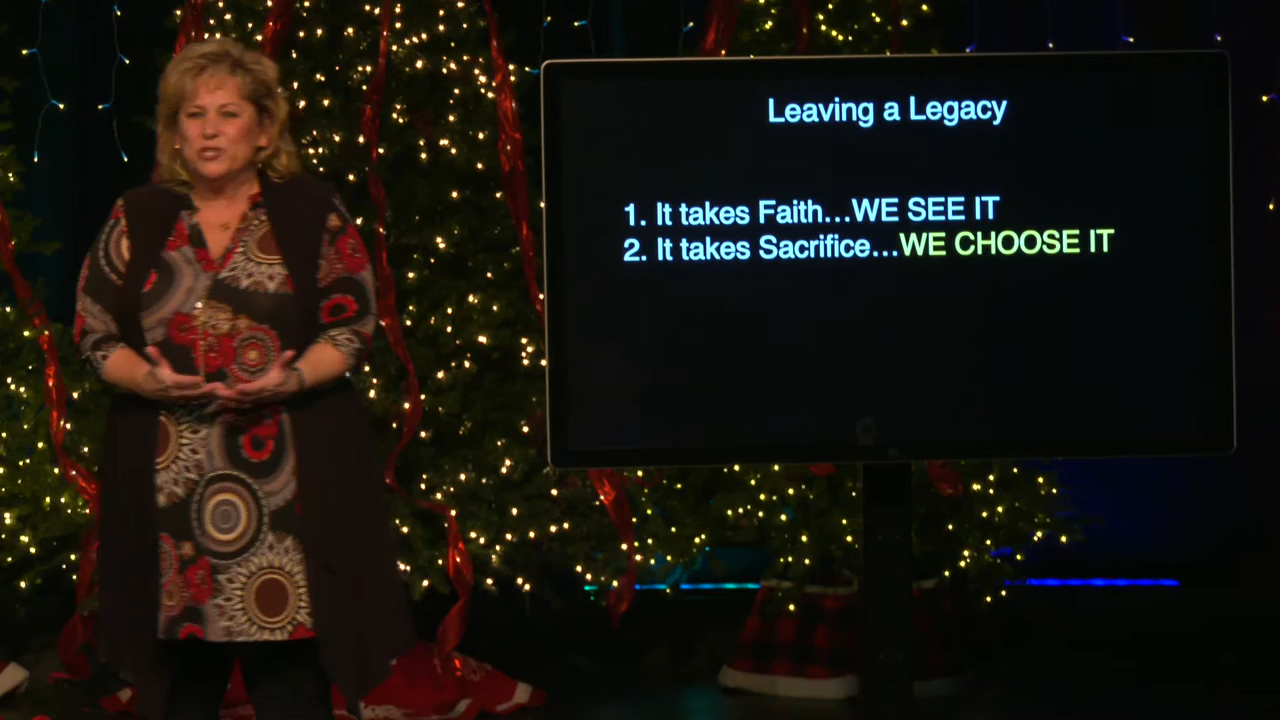 Leaving a Legacy
1. It takes Faith...WE SEE IT
2. It takes Sacrifice...WE CHOOSE IT